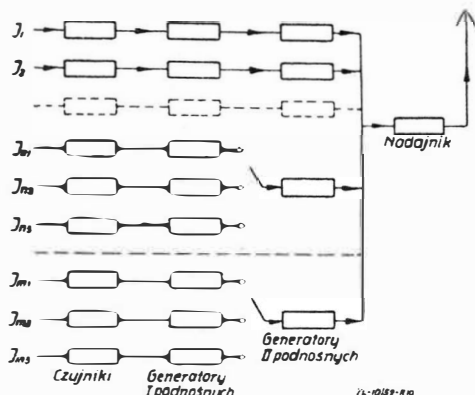 J₁
J₂
Jn1
Jn2
Jn3
Jm1
Jm2
Jm3
Nadajnik
Generatory
II podnośnych
Czujniki
Generatory
I podnośnych